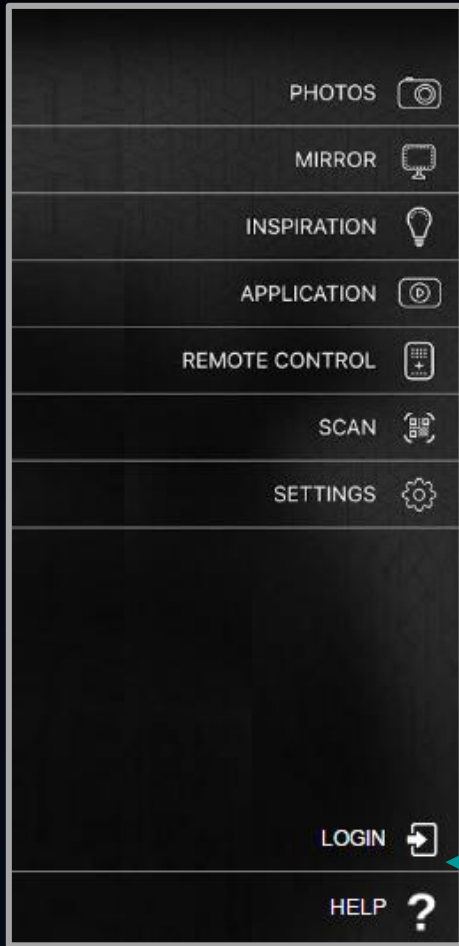 PHOTOS
MIRROR
INSPIRATION
APPLICATION
REMOTE CONTROL
SCAN
SETTINGS
LOGIN
HELP ?